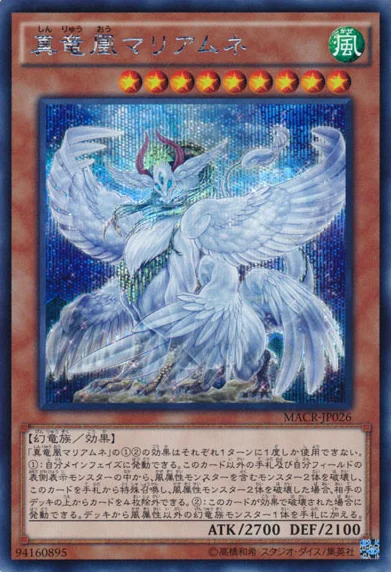 しん りゅう おう
真竜凰マリアムネ
かぜ
風
MACR-JP026
【幻竜族／効果】
「真竜凰マリアムネ」の①②の効果はそれぞれ1ターンに1度しか使用できない。
①：自分メインフェイズに発動できる。このカード以外の手札及び自分フィールドの
表側表示モンスターの中から、風属性モンスターを含むモンスター2体を破壊し、
このカードを手札から特殊召喚し、風属性モンスター2体を破壊した場合、相手の
デッキの上からカードを4枚除外できる。②：このカードが効果で破壊された場合に
発動できる。デッキから風属性以外の幻竜族モンスター1体を手札に加える。
ATK/2700 DEF/2100
94160895
©高橋和希 スタジオ・ダイス/集英社